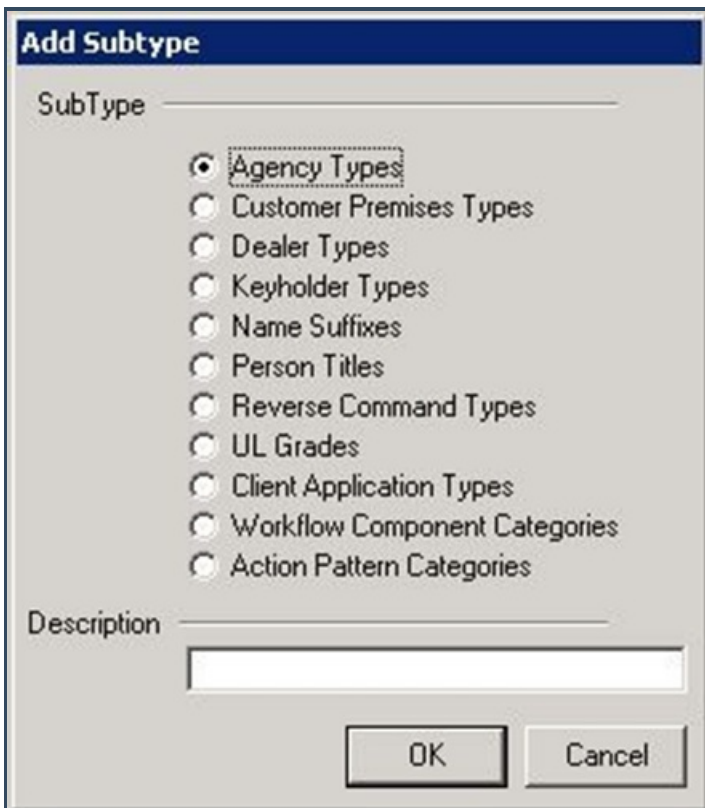 Add Subtype
SubType
Agency Types
Customer Premises Types
Dealer Types
Keyholder Types
Name Suffixes
Person Titles
Reverse Command Types
UL Grades
Client Application Types
Workflow Component Categories
Action Pattern Categories
Description
OK Cancel